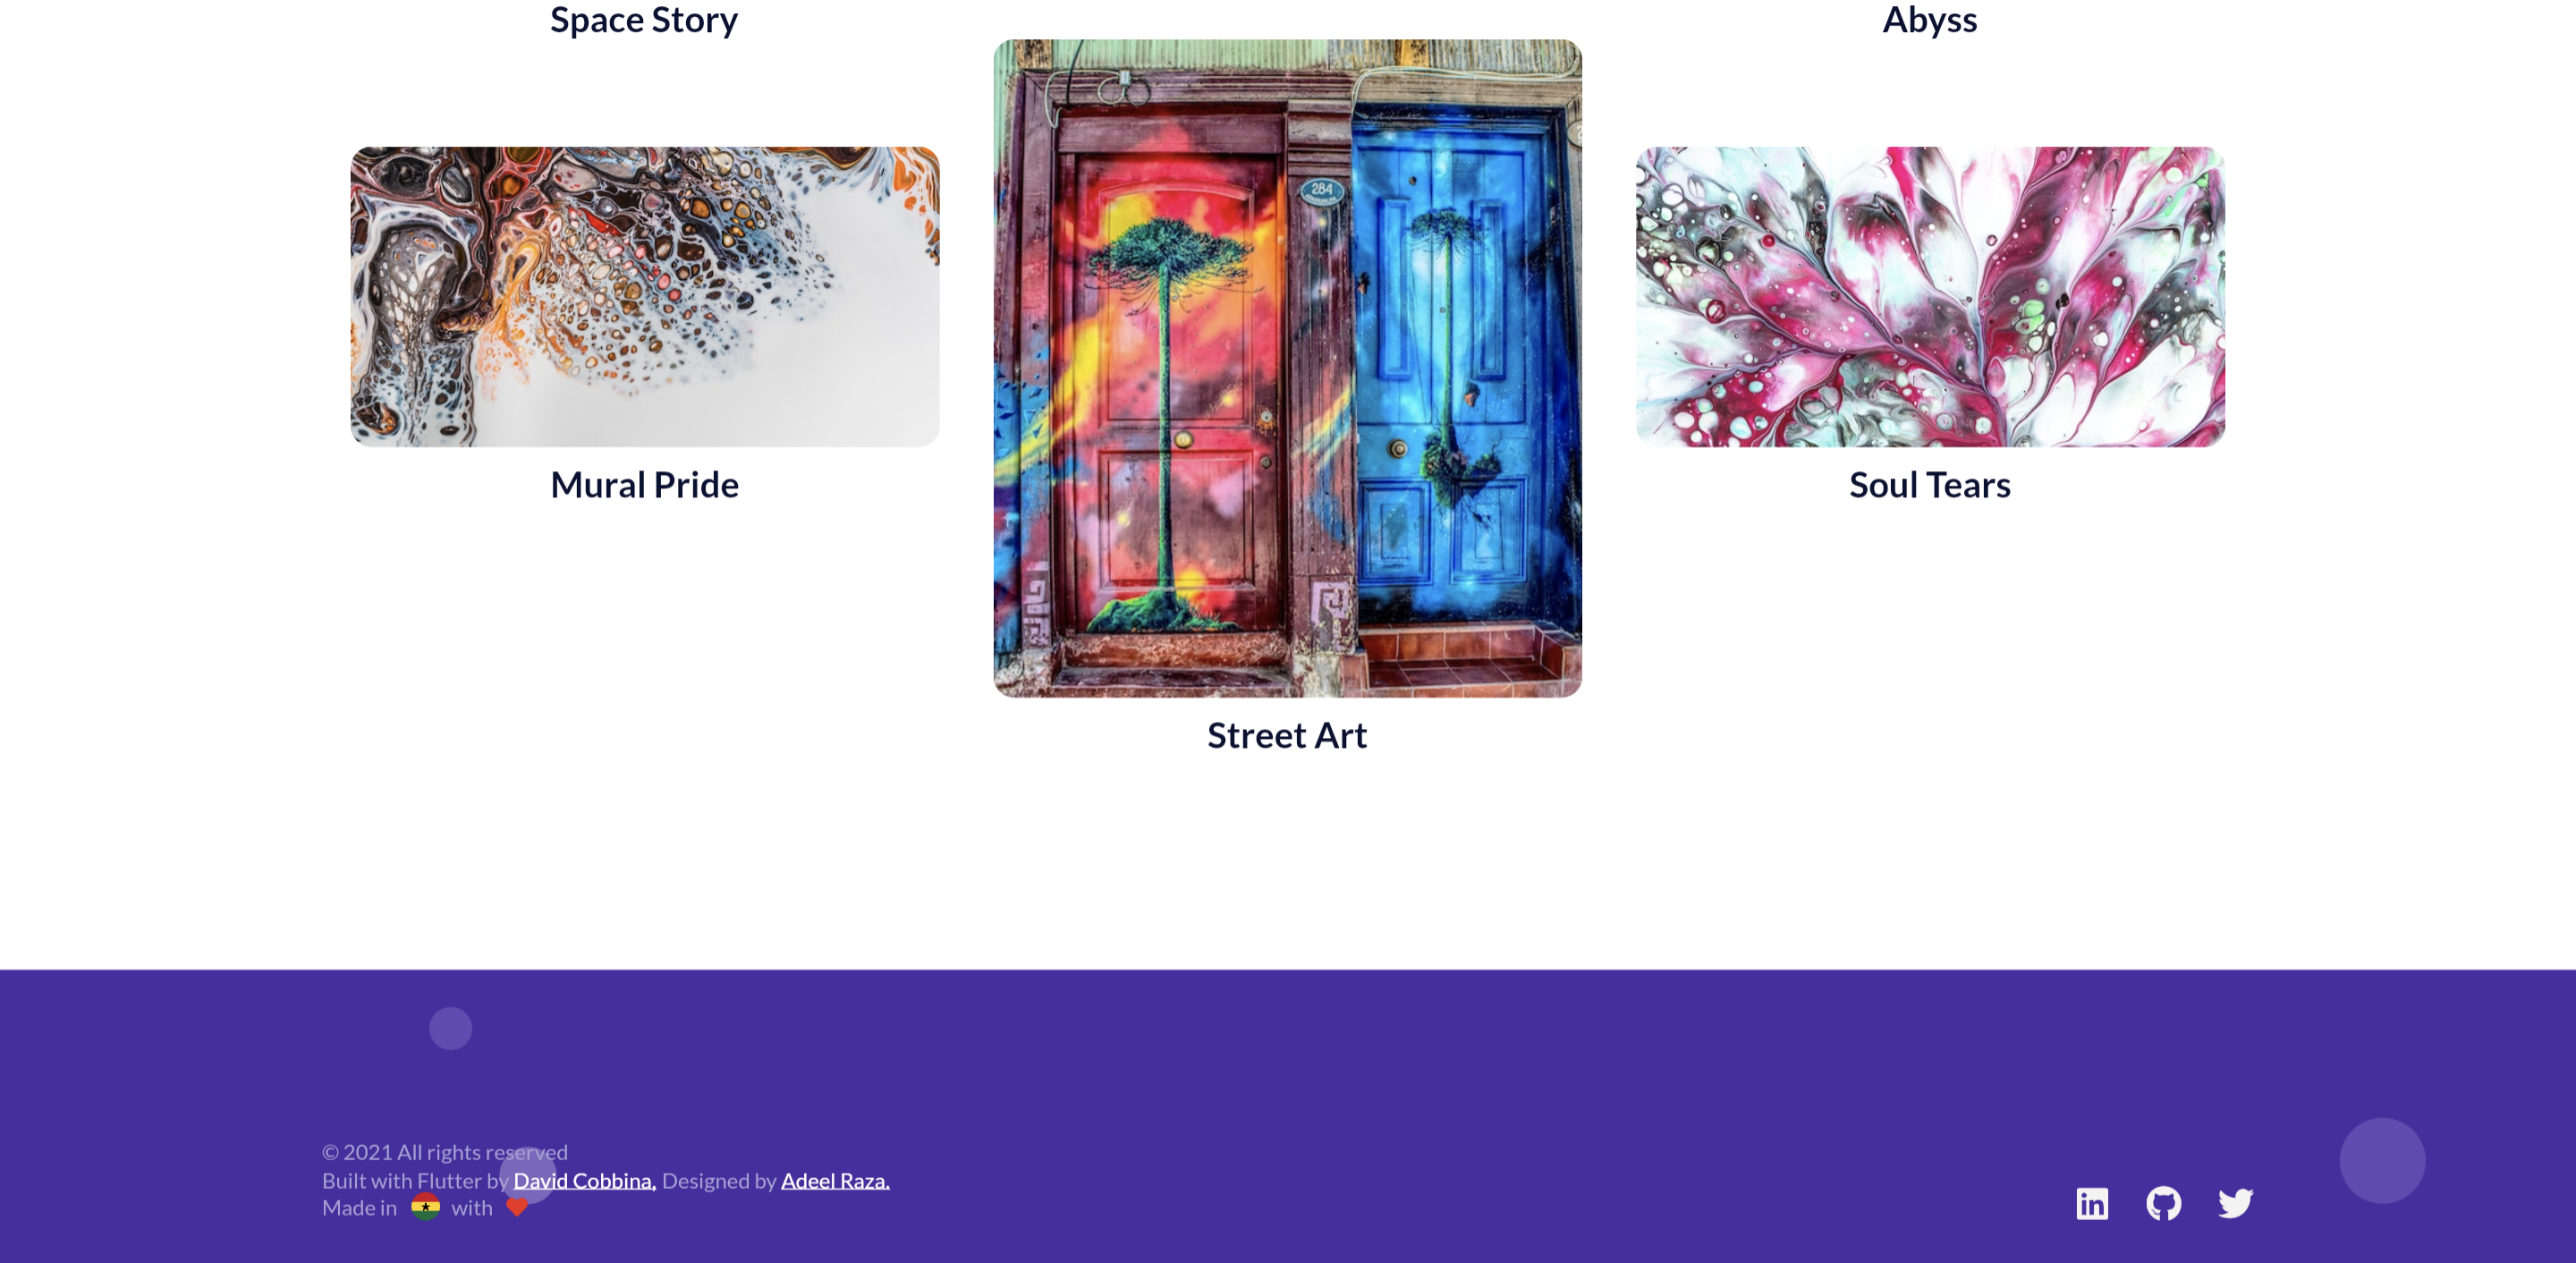 Space Story
Abyss
284
Mural Pride
Soul Tears
Street Art
© 2021 All rights reserved
Built with Flutter by David Cobbina, Designed by Adeel Raza.
Made in with
in